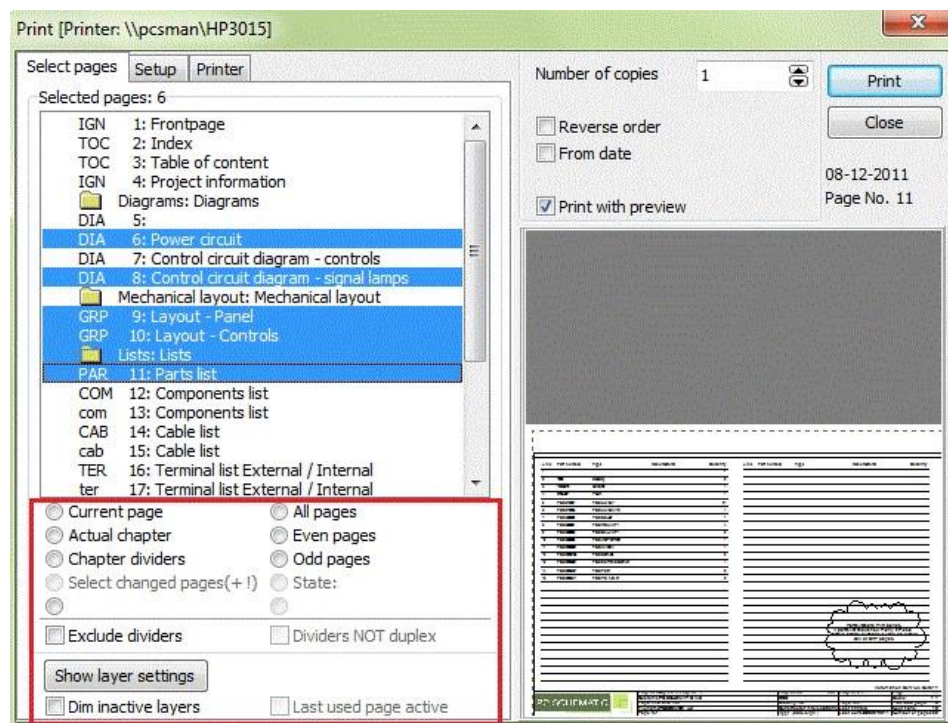 Print [Printer: \\pcsman\HP3015]
Select pages Setup Printer
Selected pages: 6
IGN 1: Frontpage
TOC 2: Index
TOC 3: Table of content
IGN 4: Project information
Diagrams: Diagrams
DIA 5:
DIA 6: Power circuit
DIA 7: Control circuit diagram - controls
DIA 8: Control circuit diagram - signal lamps
Mechanical layout: Mechanical layout
GRP 9: Layout - Panel
GRP 10: Layout - Controls
Lists: Lists
PAR 11: Parts list
COM 12: Components list
com 13: Components list
CAB 14: Cable list
cab 15: Cable list
TER 16: Terminal list External / Internal
ter 17: Terminal list External / Internal
Current page All pages
Actual chapter Even pages
Chapter dividers Odd pages
Select changed pages(+!) State:
Exclude dividers Dividers NOT duplex
Show layer settings
Dim inactive layers Last used page active
Number of copies 1
Print
Close
Reverse order
From date
08-12-2011
Page No. 11
Print with preview